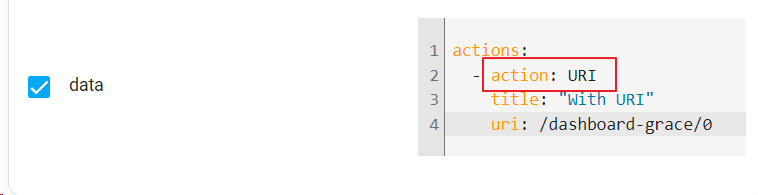 data
1 actions:
2 - action: URI
3 title: "With URI"
4 uri: /dashboard-grace/0